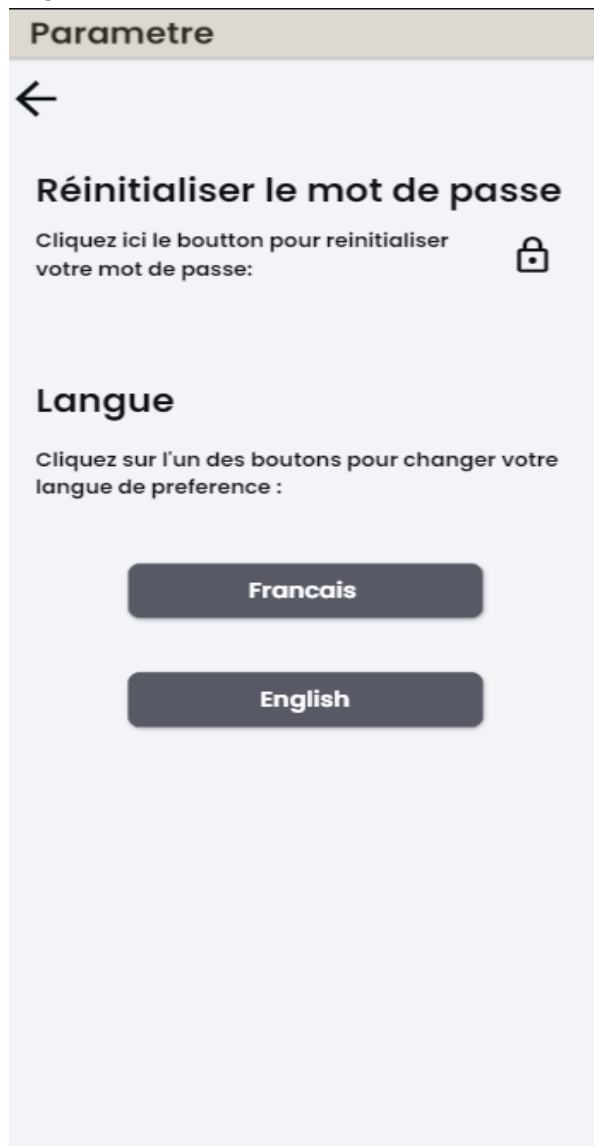 Parametre
Réinitialiser le mot de passe
Cliquez ici le boutton pour reinitialiser
votre mot de passe:
Langue
Cliquez sur l'un des boutons pour changer votre
langue de preference :
Francais
English